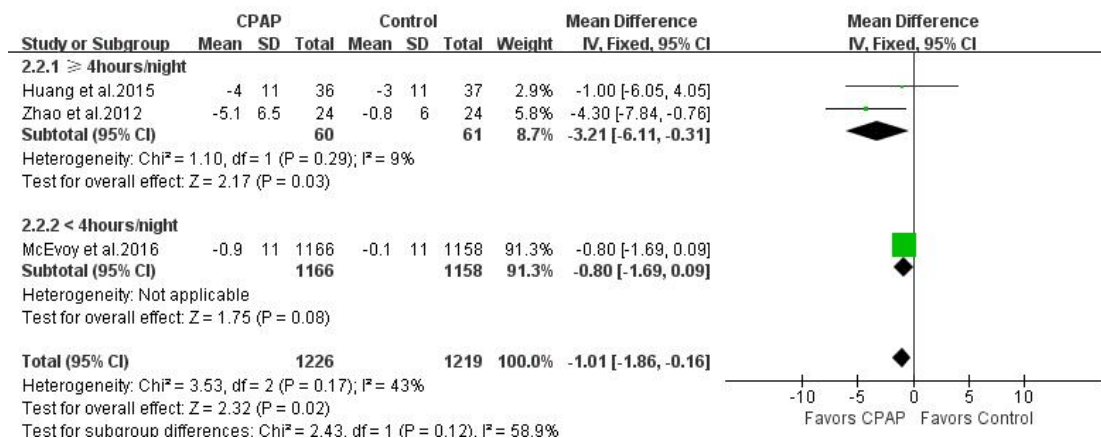 CPAP Control Mean Difference Mean Difference
Study or Subgroup Mean SD Total Mean SD Total Weight IV, Fixed, 95% CI IV, Fixed, 95% CI
2.2.1 ⩾ 4hours/night
Huang et al.2015 -4 11 36 -3 11 37 2.9% -1.00 [-6.05, 4.05]
Zhao et al.2012 -5.1 6.5 24 -0.8 6 24 5.8% -4.30 [-7.84, -0.76]
Subtotal (95% CI) 60 61 8.7% -3.21 [-6.11, -0.31]
Heterogeneity: Chi² = 1.10, df = 1 (P = 0.29); I² = 9%
Test for overall effect: Z = 2.17 (P = 0.03)
2.2.2 < 4hours/night
McEvoy et al.2016 -0.9 11 1166 -0.1 11 1158 91.3% -0.80 [-1.69, 0.09]
Subtotal (95% CI) 1166 1158 91.3% -0.80 [-1.69, 0.09]
Heterogeneity: Not applicable
Test for overall effect: Z = 1.75 (P = 0.08)
Total (95% CI) 1226 1219 100.0% -1.01 [-1.86, -0.16]
Heterogeneity: Chi² = 3.53, df = 2 (P = 0.17); I² = 43%
Test for overall effect: Z = 2.32 (P = 0.02)
Test for subgroup differences: Chi² = 2.43, df = 1 (P = 0.12), I² = 58.9%
-10 -5 0 5 10
Favors CPAP Favors Control